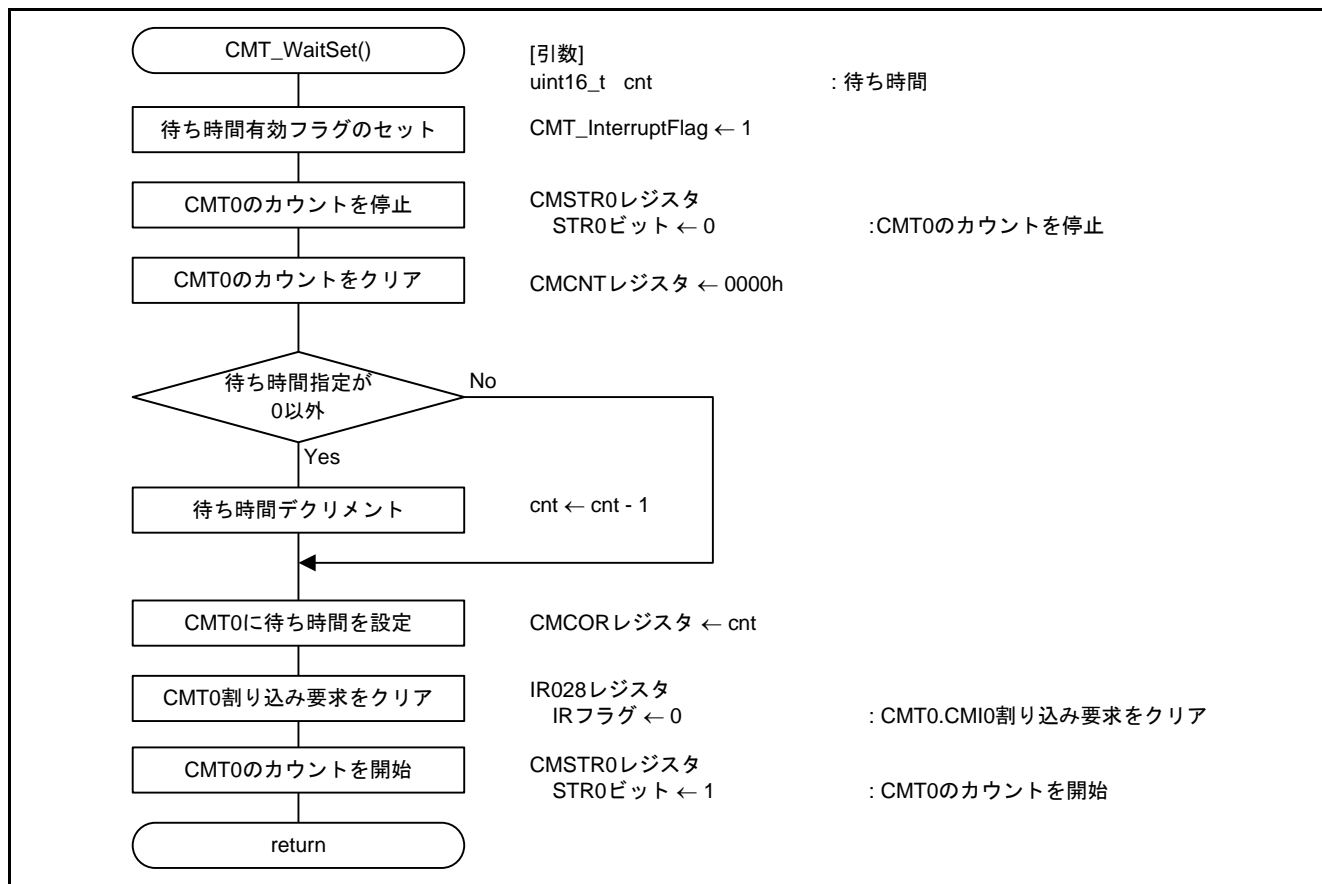 CMT_WaitSet()
[引数]
uint16_t cnt : 待ち時間
待ち時間有効フラグのセット
CMT_InterruptFlag ← 1
CMT0のカウントを停止
CMSTR0レジスタ
STR0ビット ← 0 :CMT0のカウントを停止
CMT0のカウントをクリア
CMCNTレジスタ ← 0000h
待ち時間指定が
0以外
No
Yes
待ち時間デクリメント
cnt ← cnt - 1
CMT0に待ち時間を設定
CMCORレジスタ ← cnt
CMT0割り込み要求をクリア
IR028レジスタ
IRフラグ ← 0 : CMT0.CMI0割り込み要求をクリア
CMT0のカウントを開始
CMSTR0レジスタ
STR0ビット ← 1 : CMT0のカウントを開始
return